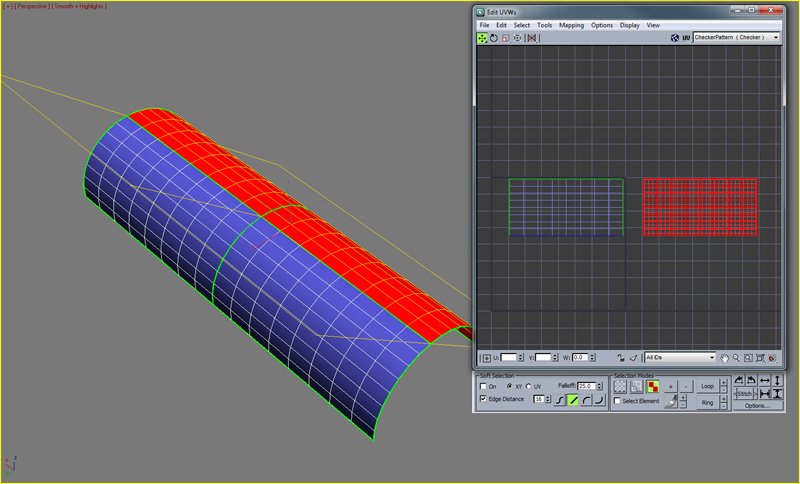 [ + ] [ Perspective ] [ Smooth + Highlights ]
Edit UVWs
File Edit Select Tools Mapping Options Display View
UV CheckerPattern ( Checker )
U: V: W: 0.0 All IDs
Soft Selection
On XY UV Falloff: 25.0
Edge Distance 16
Selection Modes
+ - Loop
Select Element Ring
Stitch
Options...